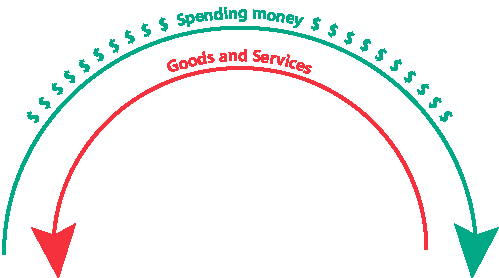 $ $ $ $ $ $ $ $ $ $ $ Spending money $ $ $ $ $ $ $ $ $ $ $
Goods and Services